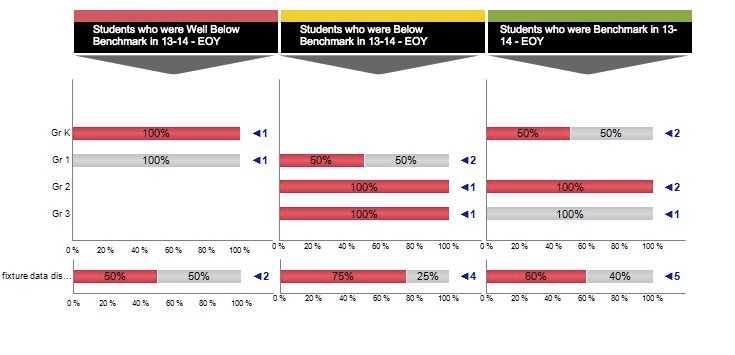 Students who were Well Below
Benchmark in 13-14 - EOY
Students who were Below
Benchmark in 13-14 - EOY
Students who were Benchmark in 13-
14 - EOY
Gr K 100% ◄1 50% 50% ◄2
Gr 1 100% ◄1 50% 50% ◄2
Gr 2 100% ◄1 100% ◄2
Gr 3 100% ◄1 100% ◄1
0 % 20 % 40 % 60 % 80 % 100 % 0 % 20 % 40 % 60 % 80 % 100 % 0 % 20 % 40 % 60 % 80 % 100 %
fixture data dis... 50% 50% ◄2 75% 25% ◄4 60% 40% ◄5
0 % 20 % 40 % 60 % 80 % 100 % 0 % 20 % 40 % 60 % 80 % 100 % 0 % 20 % 40 % 60 % 80 % 100 %